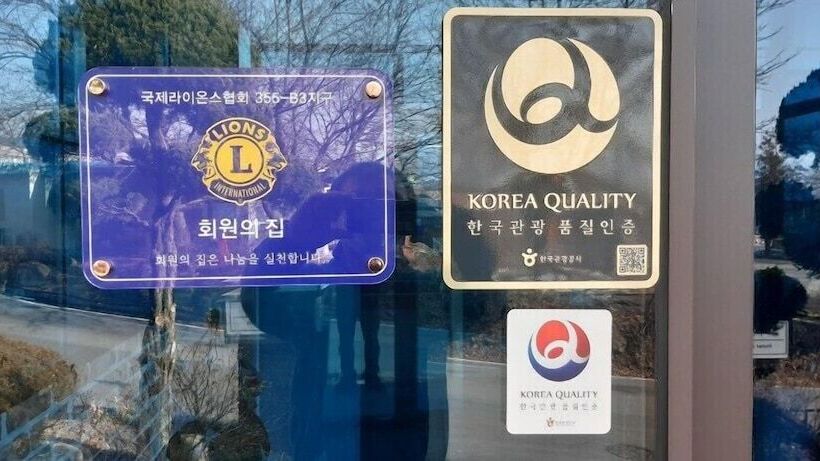 국제라이온스협회 355-B3지구
LIONS
L
INTERNATIONAL
회원의 집
회원의 집은 나눔을 실천합니다.
KOREA QUALITY
한국관광품질인증
한국관광공사
KOREA QUALITY
한국관광 품질인증